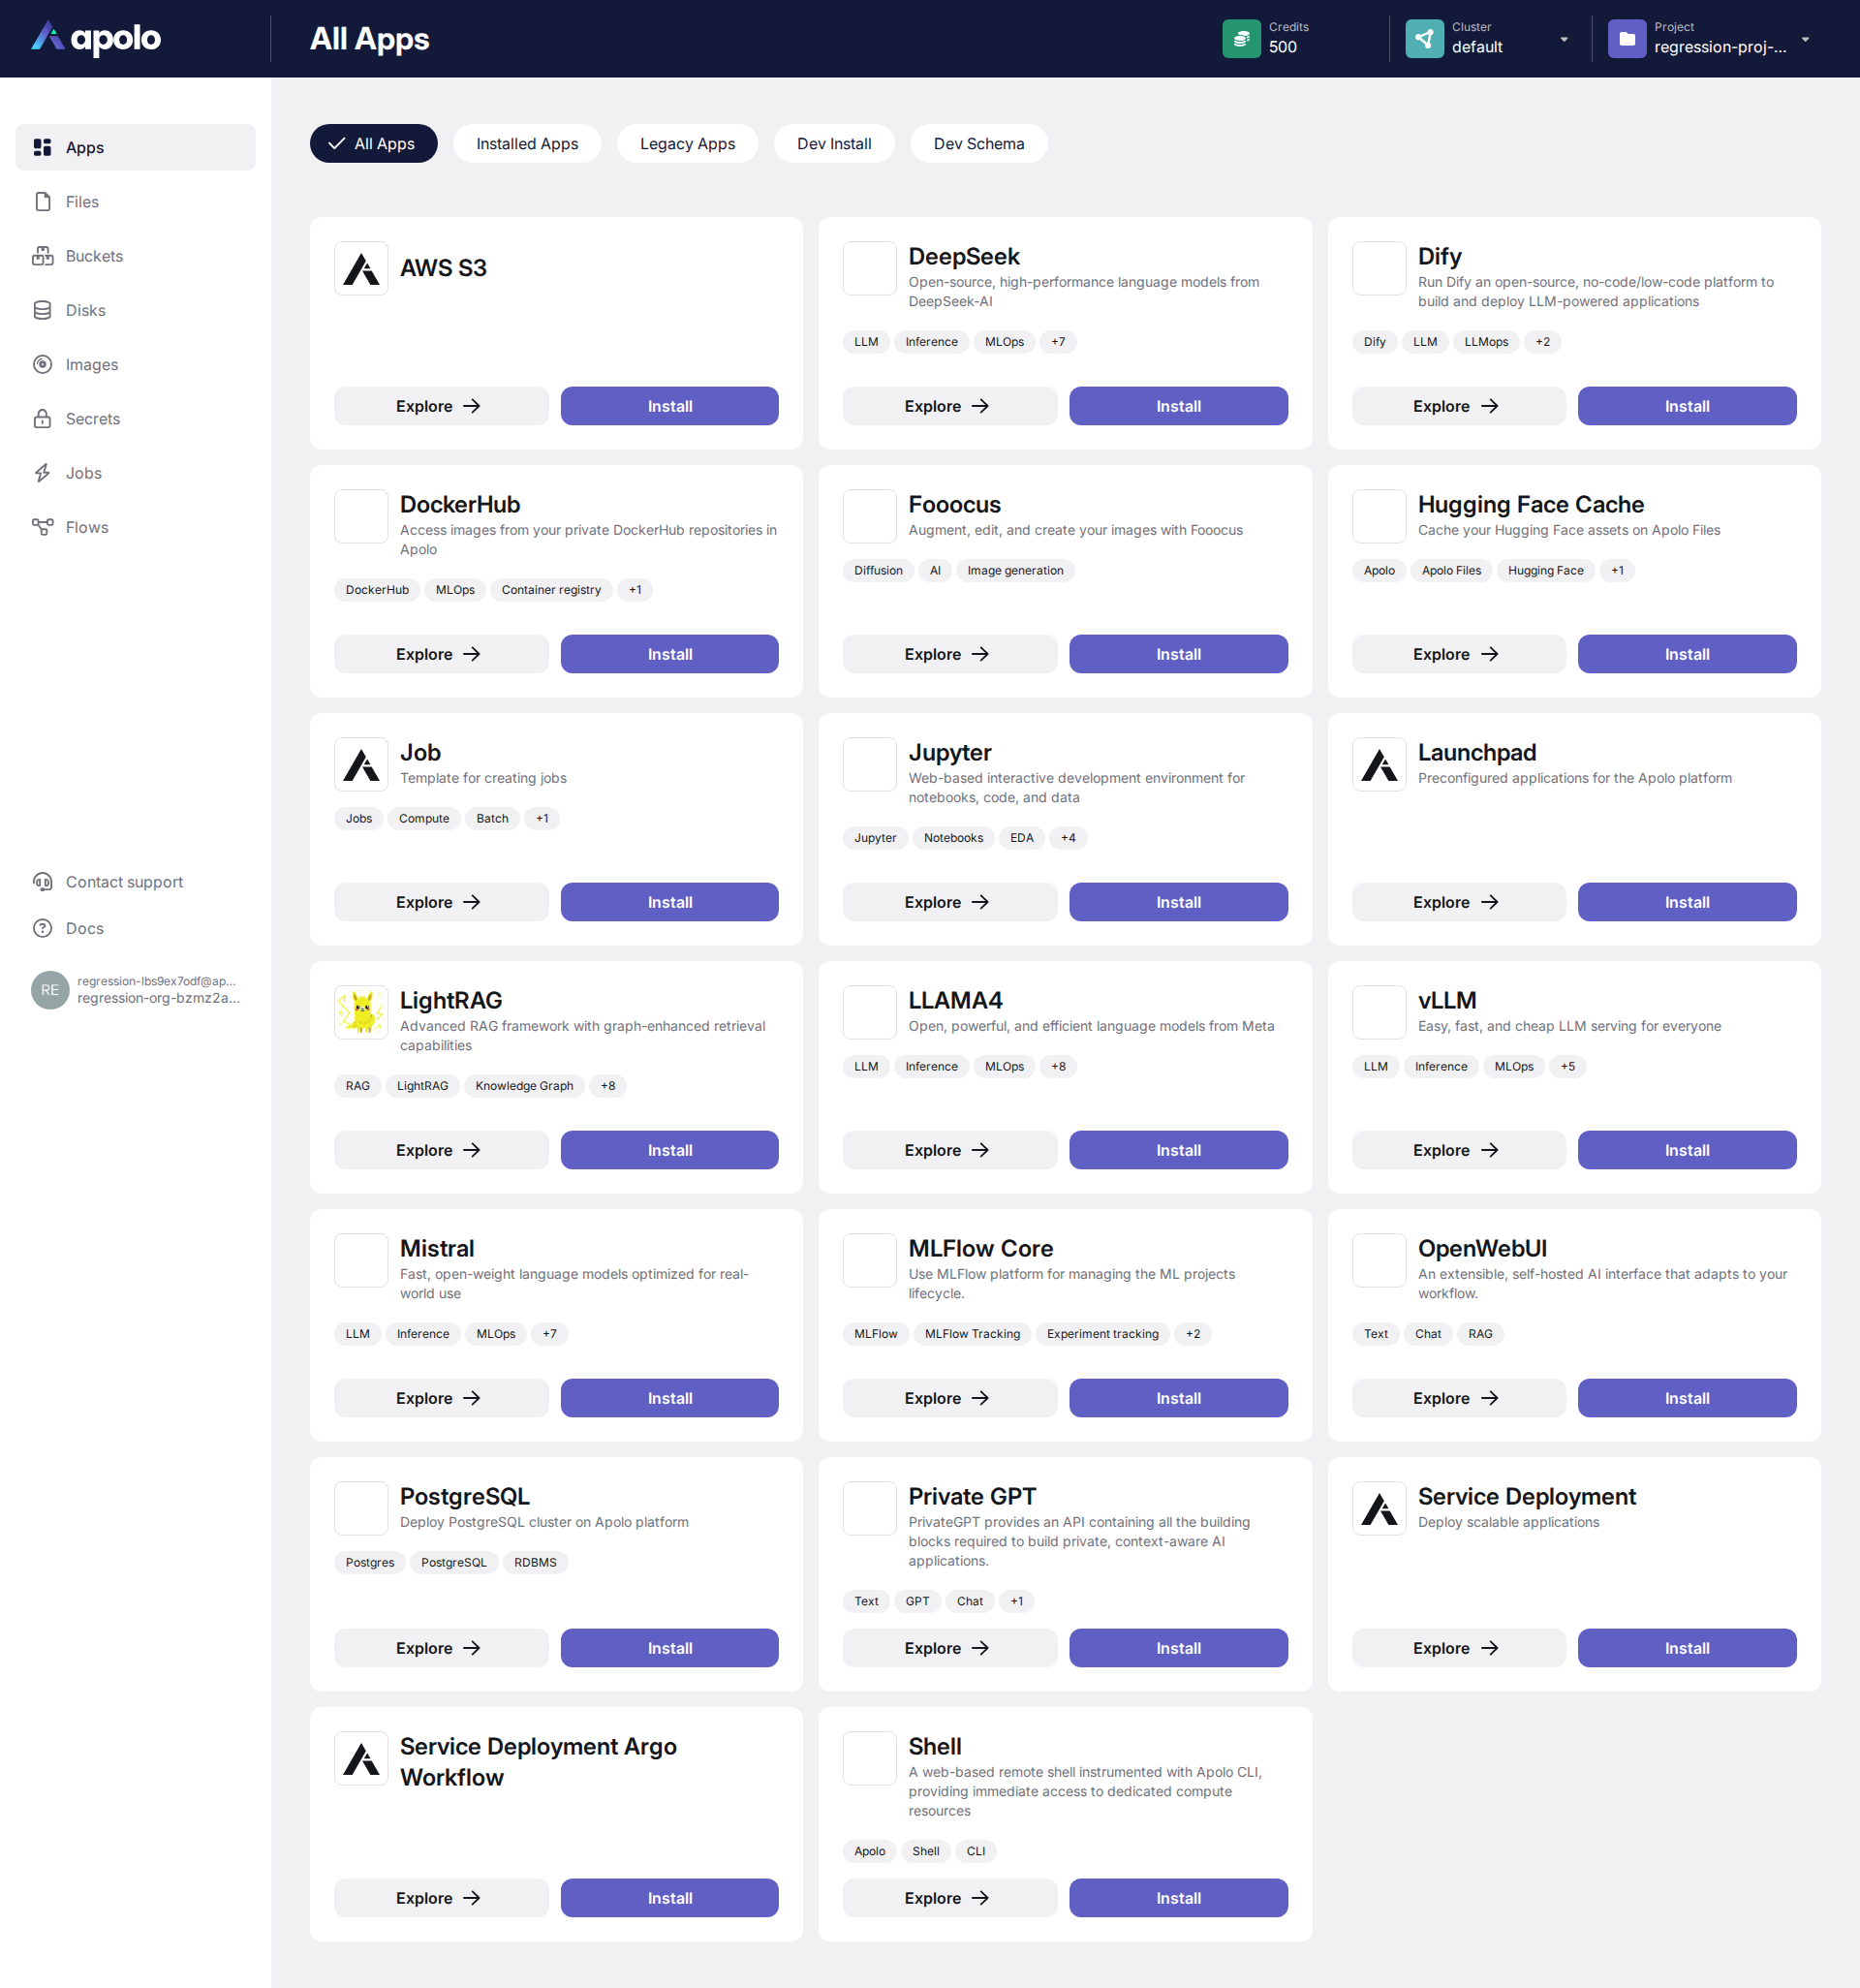 apolo
All Apps
Credits
500
Cluster
default
Project
regression-proj-...
Apps
Files
Buckets
Disks
Images
Secrets
Jobs
Flows
Contact support
Docs
RE
regression-lbs9ex7odf@ap...
regression-org-bzmz2a...
All Apps
Installed Apps
Legacy Apps
Dev Install
Dev Schema
AWS S3
Explore
Install
DeepSeek
Open-source, high-performance language models from
DeepSeek-AI
LLM
Inference
MLOps
+7
Explore
Install
Dify
Run Dify an open-source, no-code/low-code platform to
build and deploy LLM-powered applications
Dify
LLM
LLMops
+2
Explore
Install
DockerHub
Access images from your private DockerHub repositories in
Apolo
DockerHub
MLOps
Container registry
+1
Explore
Install
Fooocus
Augment, edit, and create your images with Fooocus
Diffusion
AI
Image generation
Explore
Install
Hugging Face Cache
Cache your Hugging Face assets on Apolo Files
Apolo
Apolo Files
Hugging Face
+1
Explore
Install
Job
Template for creating jobs
Jobs
Compute
Batch
+1
Explore
Install
Jupyter
Web-based interactive development environment for
notebooks, code, and data
Jupyter
Notebooks
EDA
+4
Explore
Install
Launchpad
Preconfigured applications for the Apolo platform
Explore
Install
LightRAG
Advanced RAG framework with graph-enhanced retrieval
capabilities
RAG
LightRAG
Knowledge Graph
+8
Explore
Install
LLAMA4
Open, powerful, and efficient language models from Meta
LLM
Inference
MLOps
+8
Explore
Install
vLLM
Easy, fast, and cheap LLM serving for everyone
LLM
Inference
MLOps
+5
Explore
Install
Mistral
Fast, open-weight language models optimized for real-
world use
LLM
Inference
MLOps
+7
Explore
Install
MLFlow Core
Use MLFlow platform for managing the ML projects
lifecycle.
MLFlow
MLFlow Tracking
Experiment tracking
+2
Explore
Install
OpenWebUI
An extensible, self-hosted AI interface that adapts to your
workflow.
Text
Chat
RAG
Explore
Install
PostgreSQL
Deploy PostgreSQL cluster on Apolo platform
Postgres
PostgreSQL
RDBMS
Explore
Install
Private GPT
PrivateGPT provides an API containing all the building
blocks required to build private, context-aware AI
applications.
Text
GPT
Chat
+1
Explore
Install
Service Deployment
Deploy scalable applications
Explore
Install
Service Deployment Argo
Workflow
Explore
Install
Shell
A web-based remote shell instrumented with Apolo CLI,
providing immediate access to dedicated compute
resources
Apolo
Shell
CLI
Explore
Install